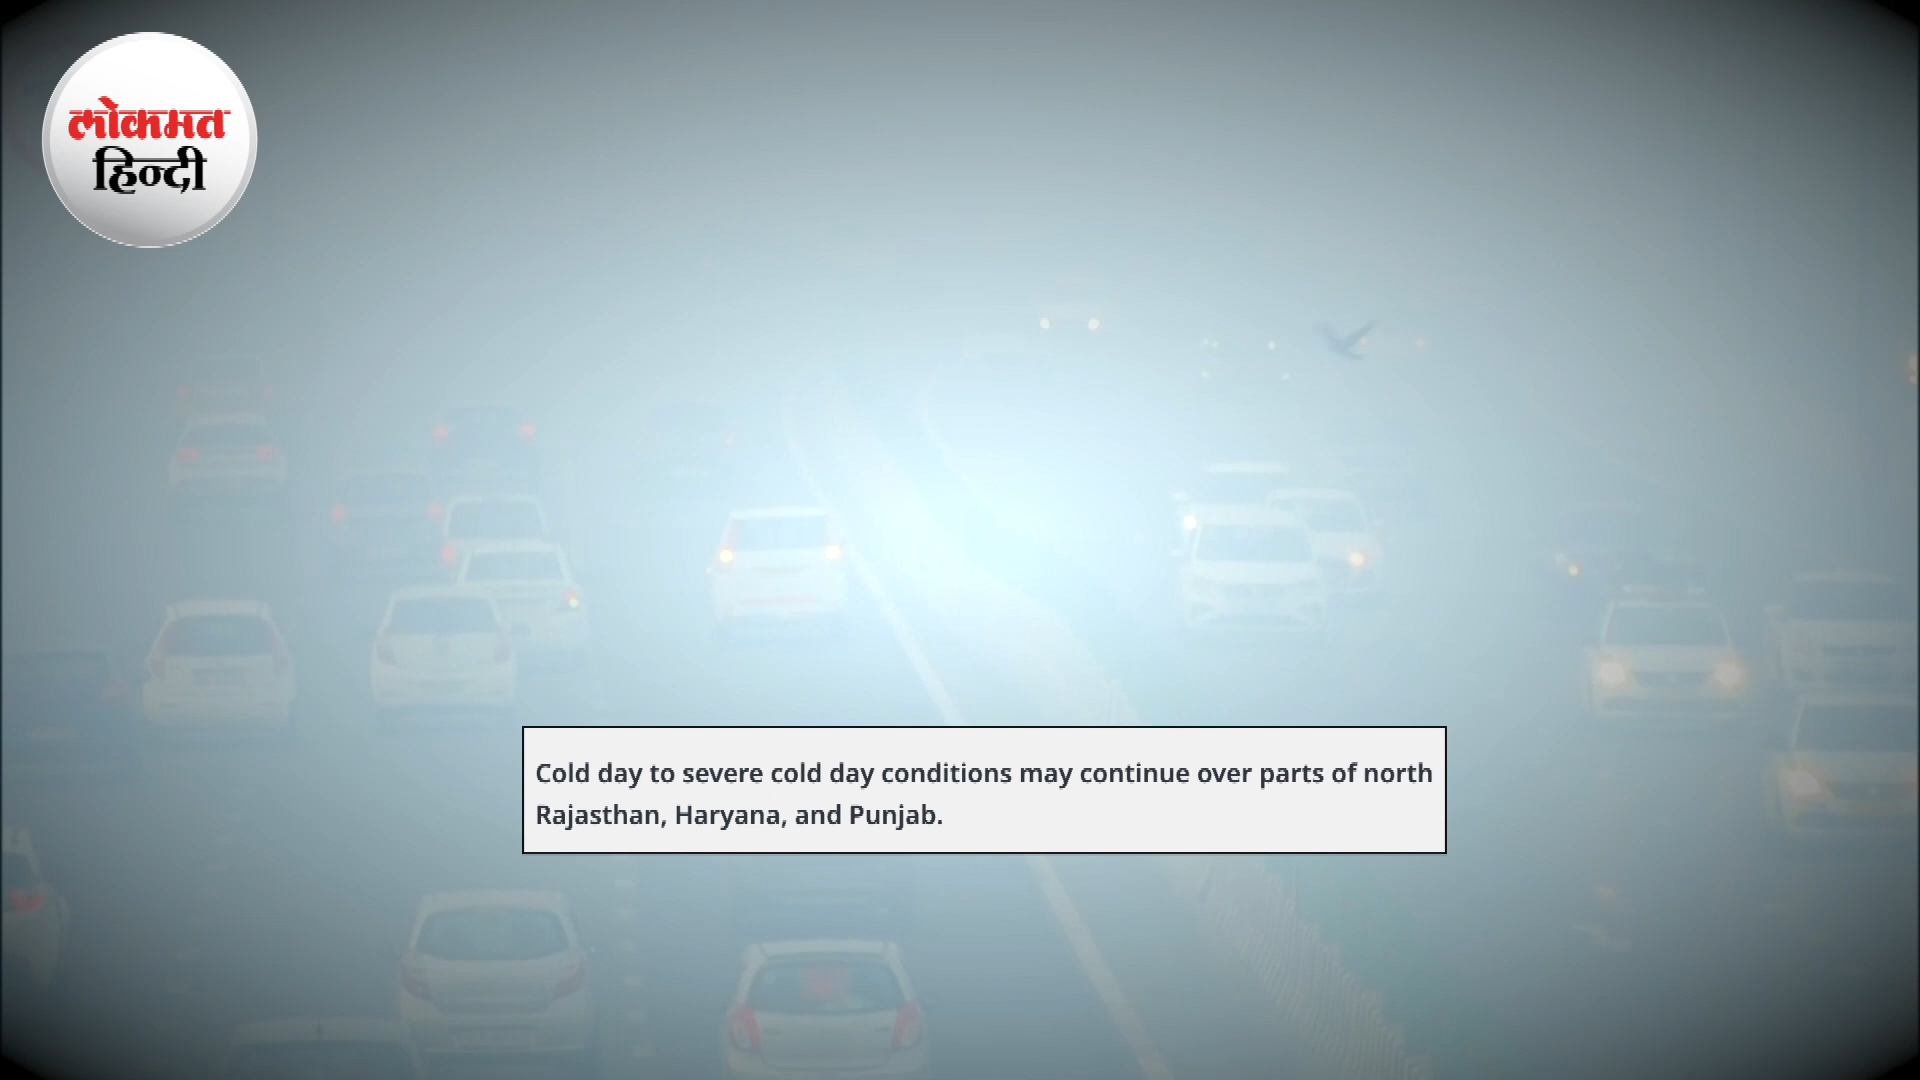 लोकमत
हिन्दी
Cold day to severe cold day conditions may continue over parts of north
Rajasthan, Haryana, and Punjab.